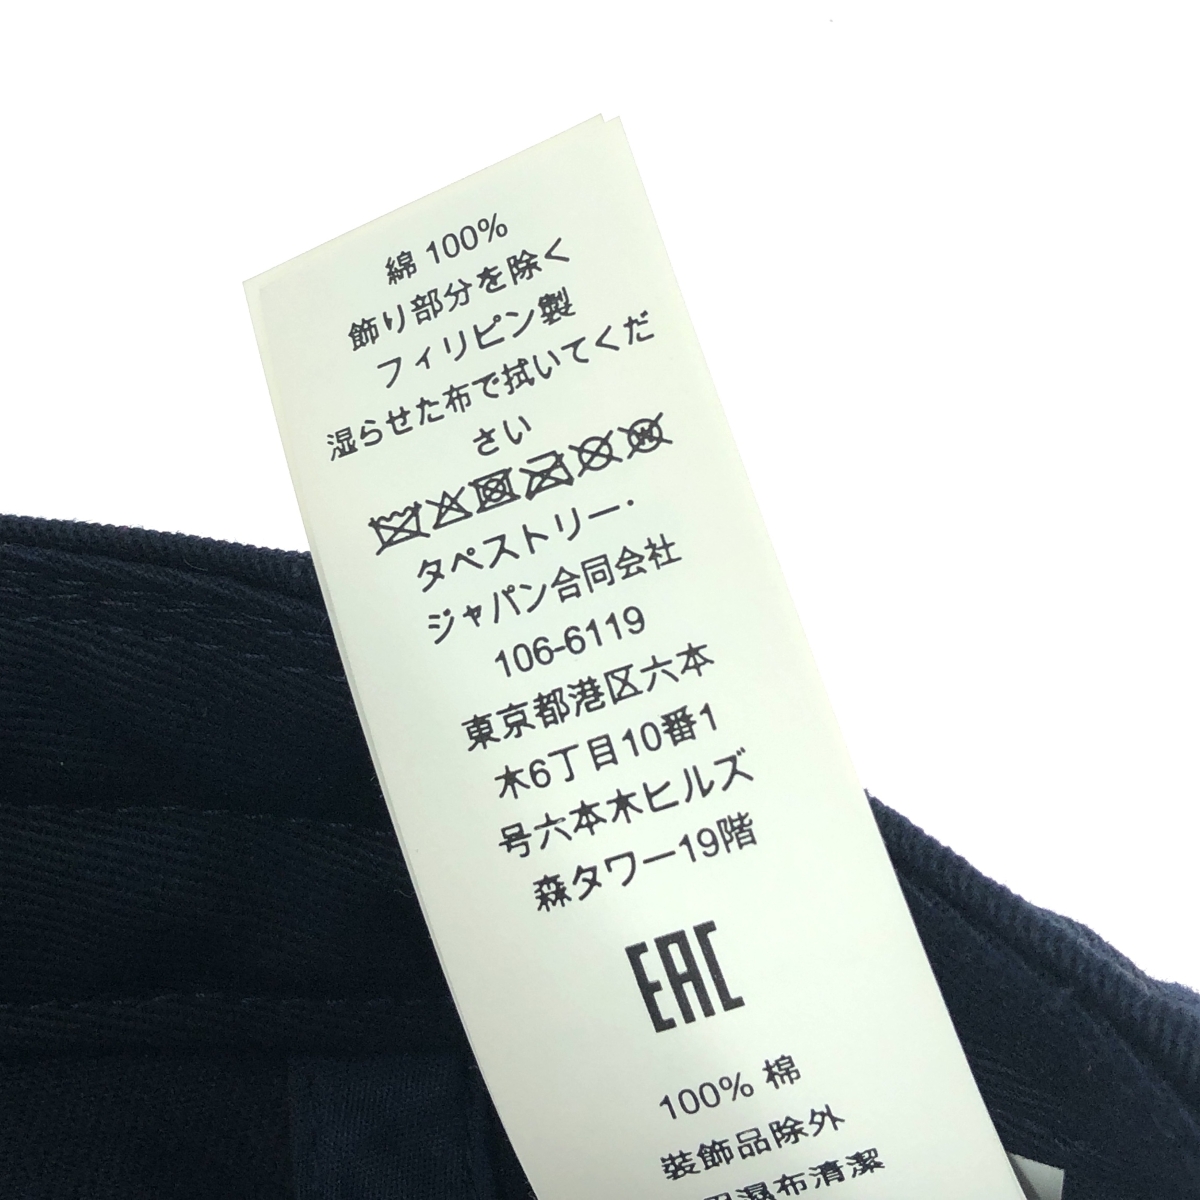 綿 100%
飾り部分を除く
フィリピン製
湿らせた布で拭いてくだ
さい
タペストリー・
ジャパン合同会社
106-6119
東京都港区六本
木6丁目10番1
号六本木ヒルズ
森タワー19階
EAC
100% 棉
装飾品除外
湿布清潔